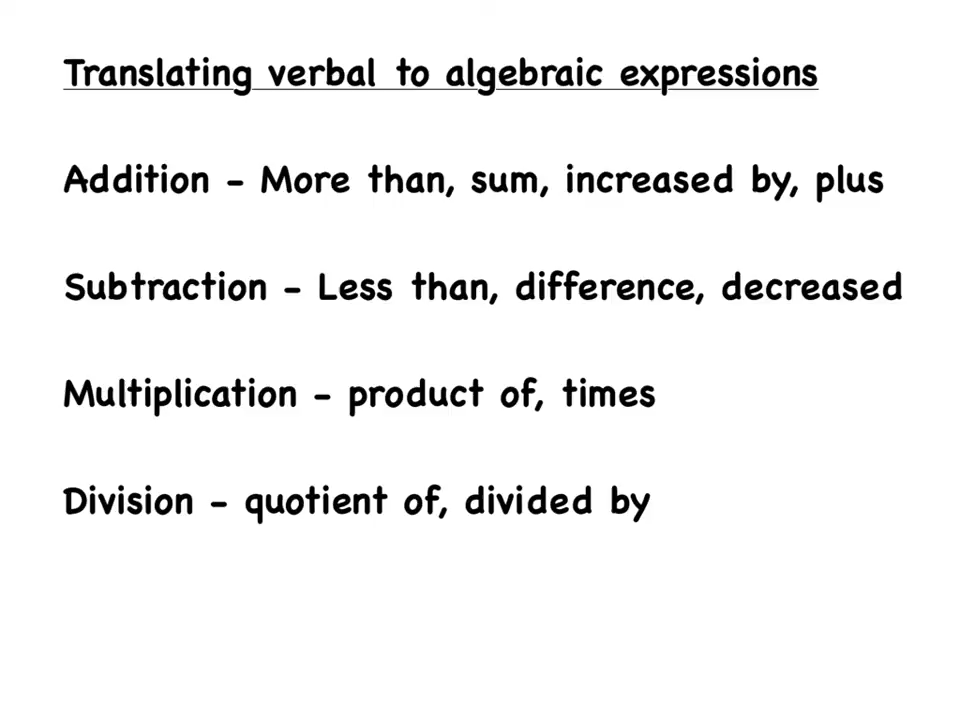 Translating verbal to algebraic expressions
Addition - More than, sum, increased by, plus
Subtraction - Less than, difference, decreased
Multiplication - product of, times
Division - quotient of, divided by